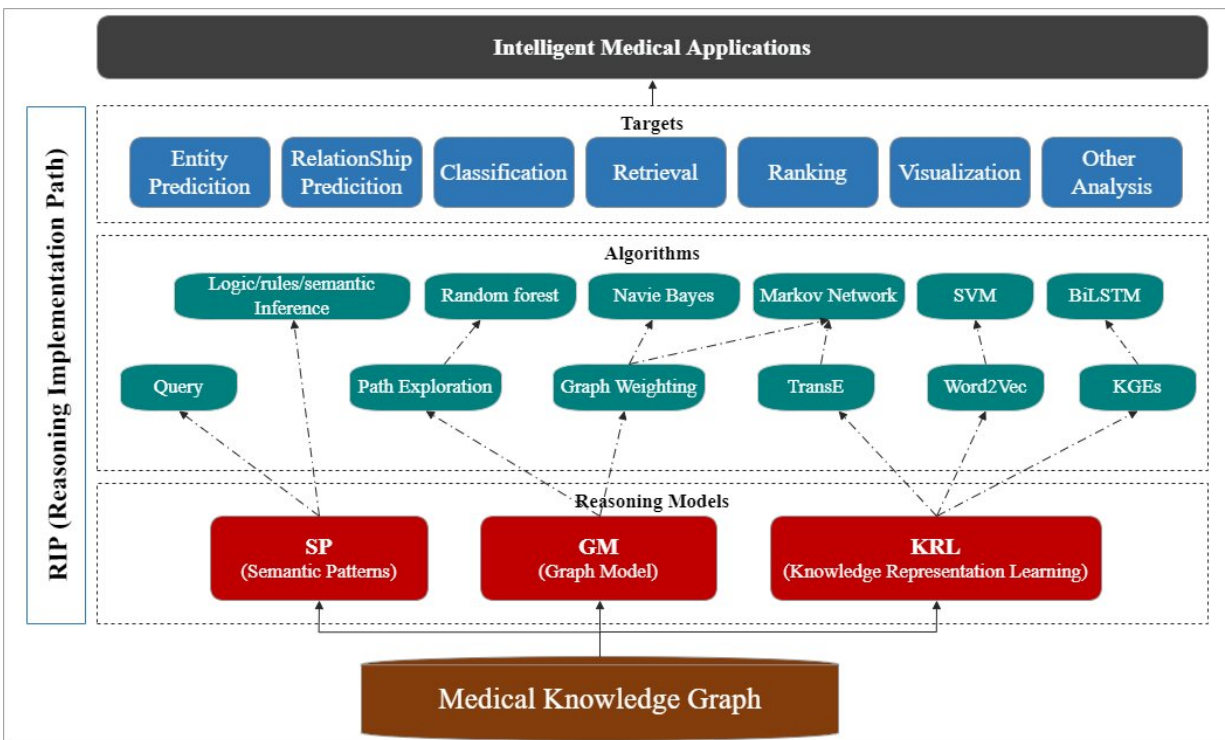 Intelligent Medical Applications
RIP (Reasoning Implementation Path)
Targets
Entity
Predicition
RelationShip
Predicition
Classification
Retrieval
Ranking
Visualization
Other
Analysis
Algorithms
Logic/rules/semantic
Inference
Random forest
Navie Bayes
Markov Network
SVM
BiLSTM
Query
Path Exploration
Graph Weighting
TransE
Word2Vec
KGEs
Reasoning Models
SP
(Semantic Patterns)
GM
(Graph Model)
KRL
(Knowledge Representation Learning)
Medical Knowledge Graph